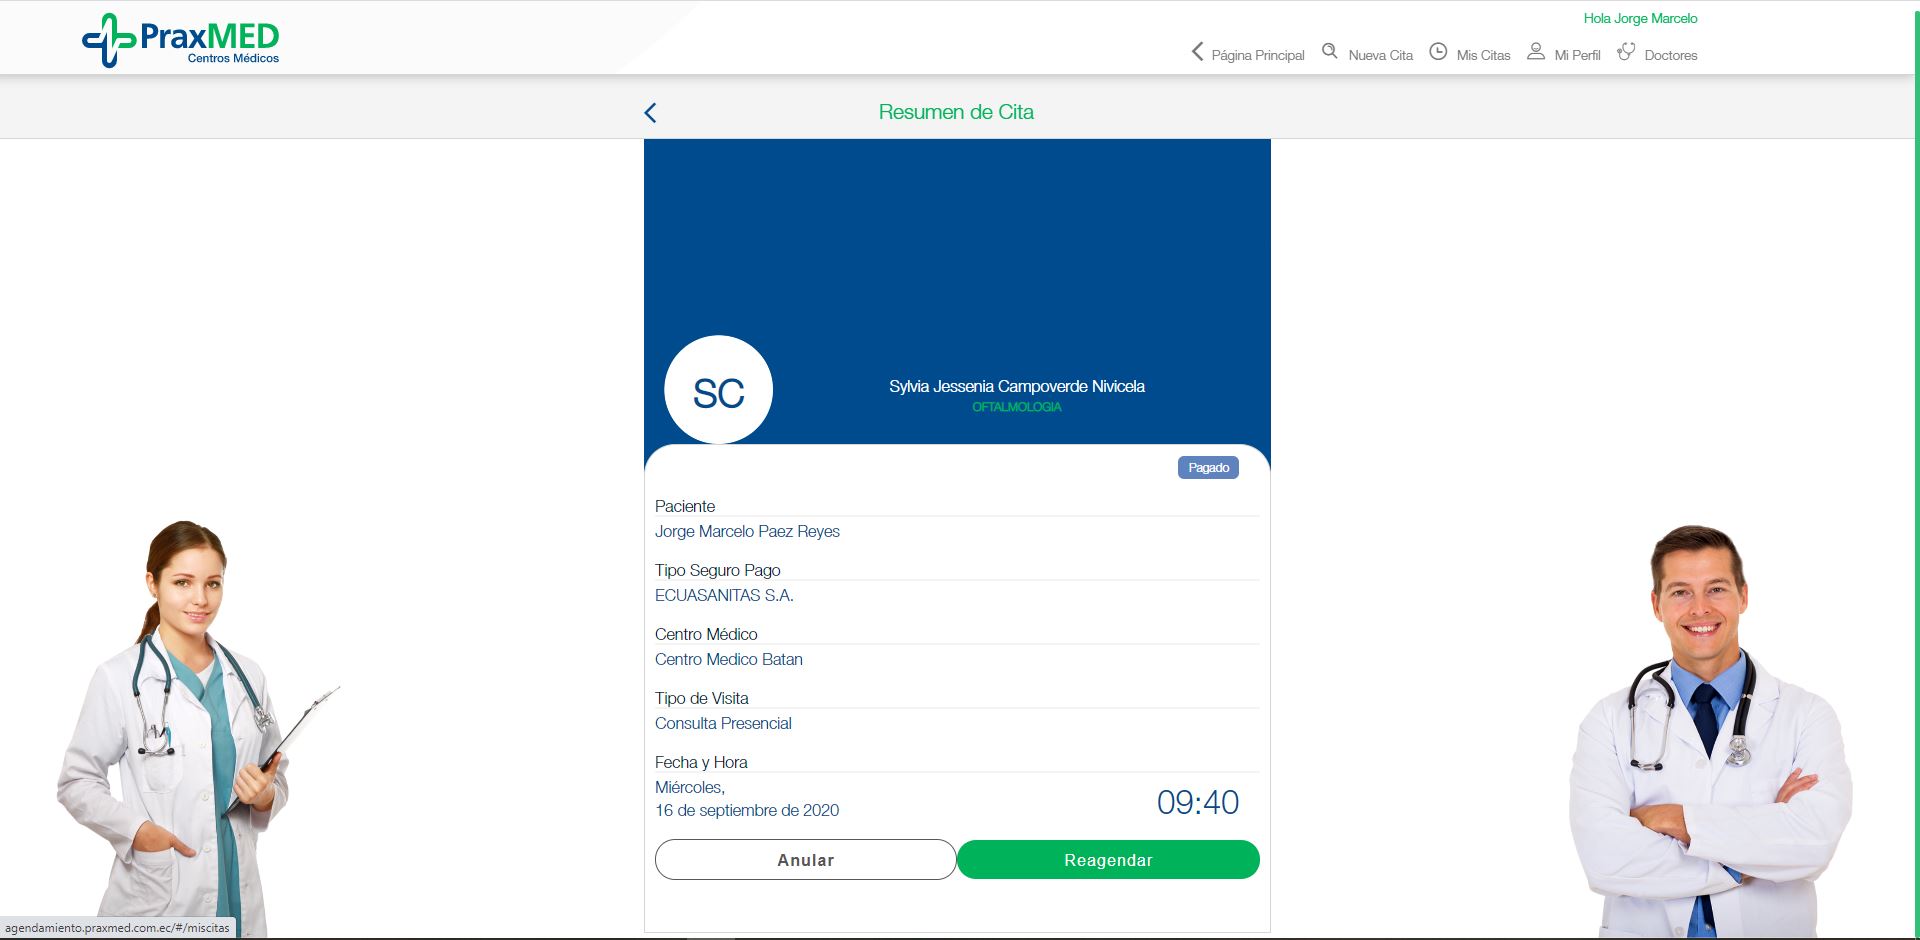 PraxMED
Centros Médicos
Hola Jorge Marcelo
Página Principal
Nueva Cita
Mis Citas
Mi Perfil
Doctores
Resumen de Cita
SC
Sylvia Jessenia Campoverde Nivicela
OFTALMOLOGIA
Pagado
Paciente
Jorge Marcelo Paez Reyes
Tipo Seguro Pago
ECUASANITAS S.A.
Centro Médico
Centro Medico Batan
Tipo de Visita
Consulta Presencial
Fecha y Hora
Miércoles,
16 de septiembre de 2020
09:40
Anular
Reagendar
agendamiento.praxmed.com.ec/#/miscitas